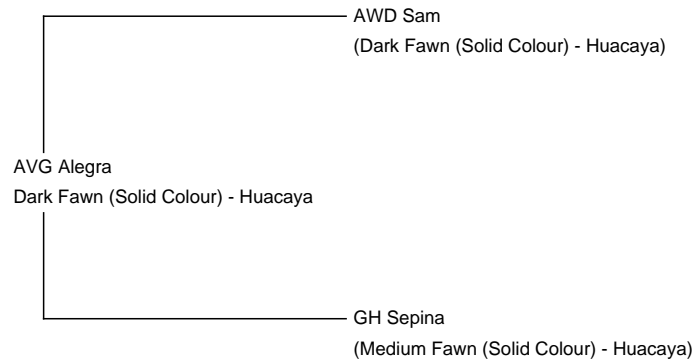 AWD Sam
(Dark Fawn (Solid Colour) - Huacaya)
AVG Alegra
Dark Fawn (Solid Colour) - Huacaya
GH Sepina
(Medium Fawn (Solid Colour) - Huacaya)